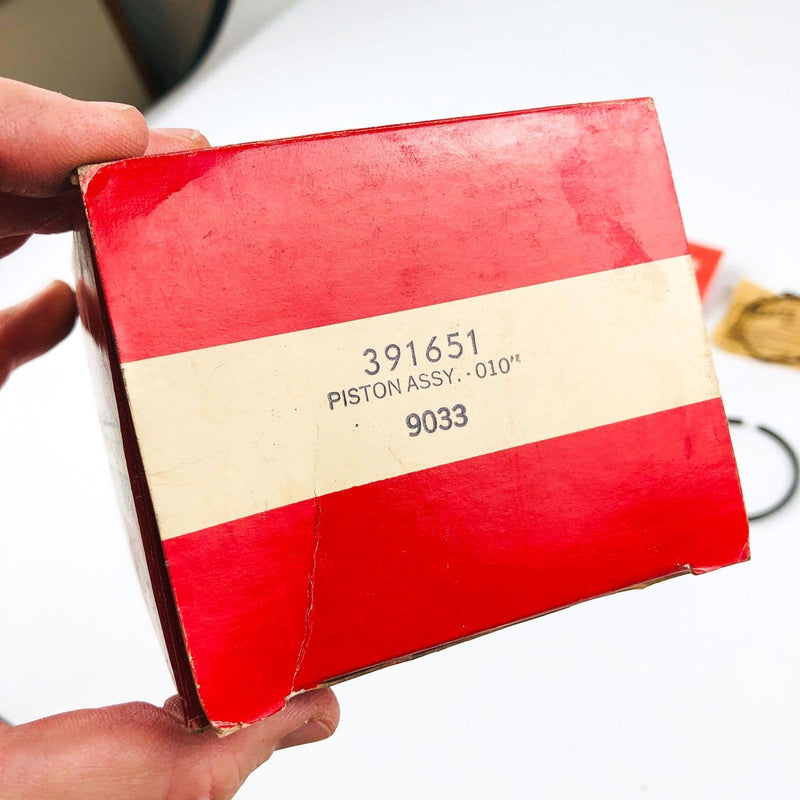 391651
PISTON ASSY. · 010"
9033